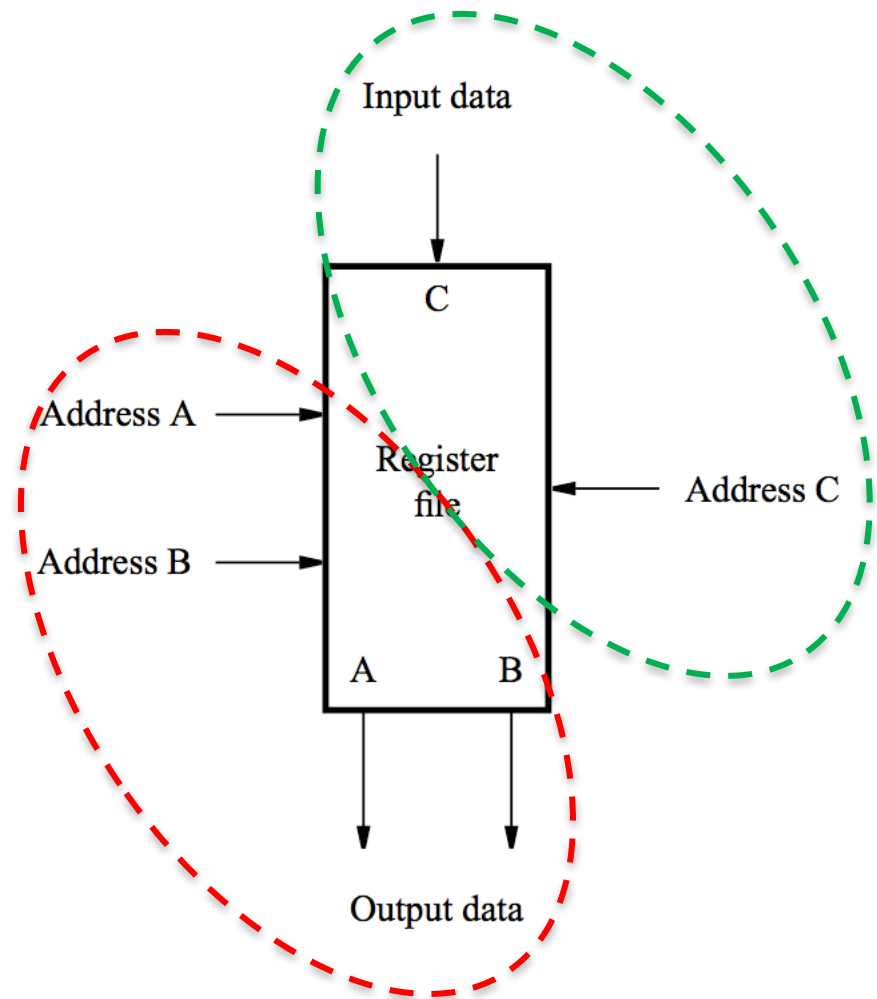 Input data
C
Address A
Register
file
Address C
Address B
A
B
Output data